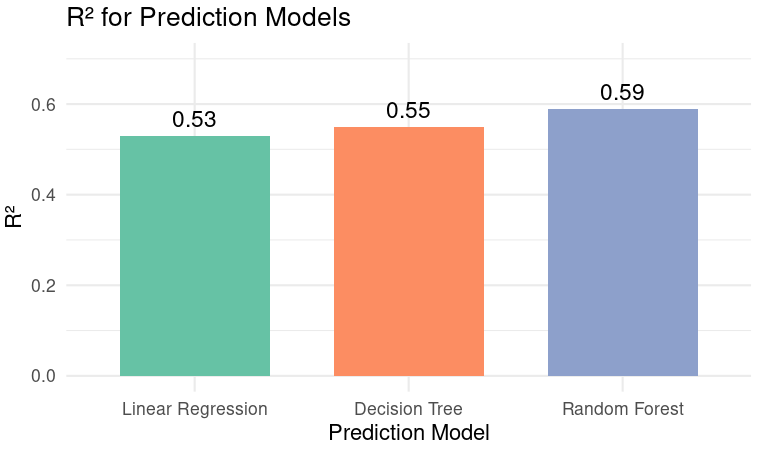 R² for Prediction Models
R²
0.6
0.4
0.2
0.0
0.53
0.55
0.59
Linear Regression
Decision Tree
Random Forest
Prediction Model